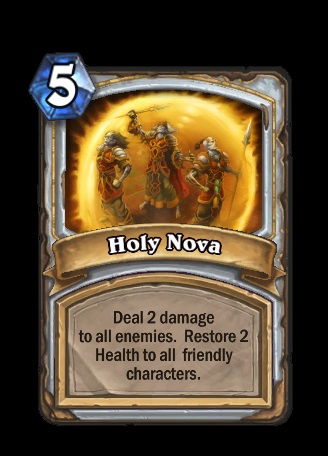 5
Holy Nova
Deal 2 damage
to all enemies. Restore 2
Health to all friendly
characters.